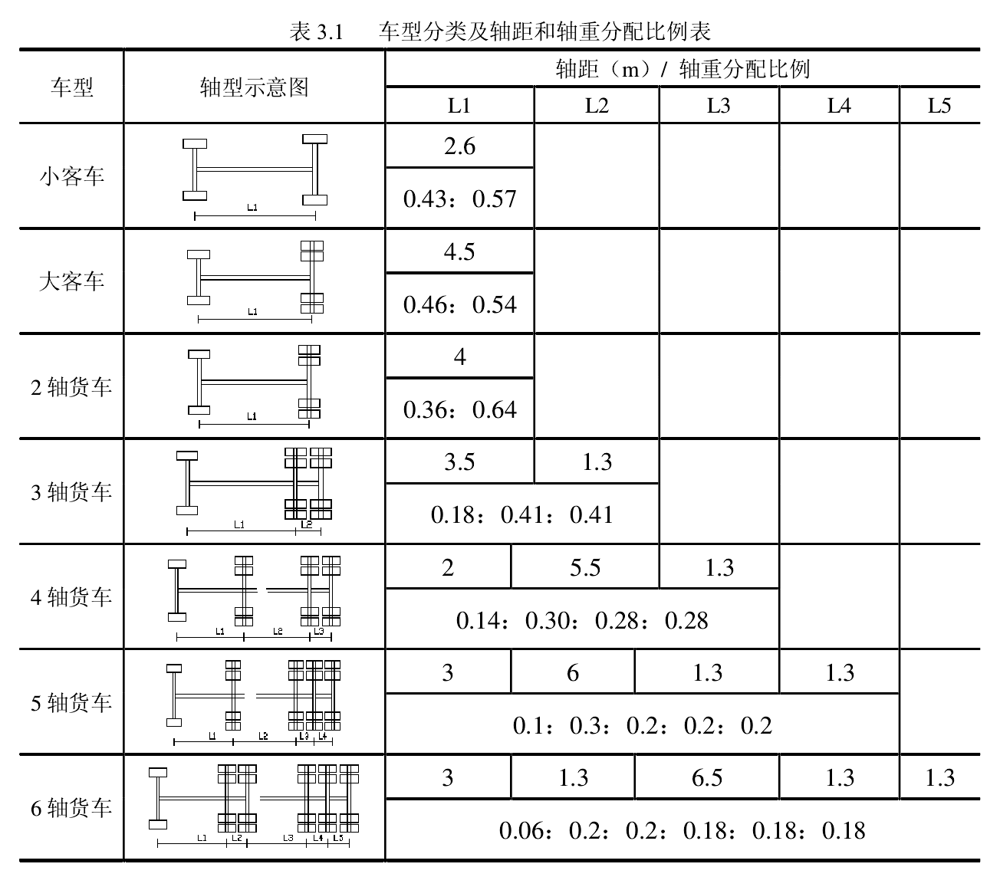 表 3.1 车型分类及轴距和轴重分配比例表
车型 轴型示意图 轴距（m）/ 轴重分配比例
L1 L2 L3 L4 L5
小客车 L1 2.6
0.43：0.57
大客车 L1 4.5
0.46：0.54
2 轴货车 L1 4
0.36：0.64
3 轴货车 L1 L2 3.5 1.3
0.18：0.41：0.41
4 轴货车 L1 L2 L3 2 5.5 1.3
0.14：0.30：0.28：0.28
5 轴货车 L1 L2 L3 L4 3 6 1.3 1.3
0.1：0.3：0.2：0.2：0.2
6 轴货车 L1 L2 L3 L4 L5 3 1.3 6.5 1.3 1.3
0.06：0.2：0.2：0.18：0.18：0.18